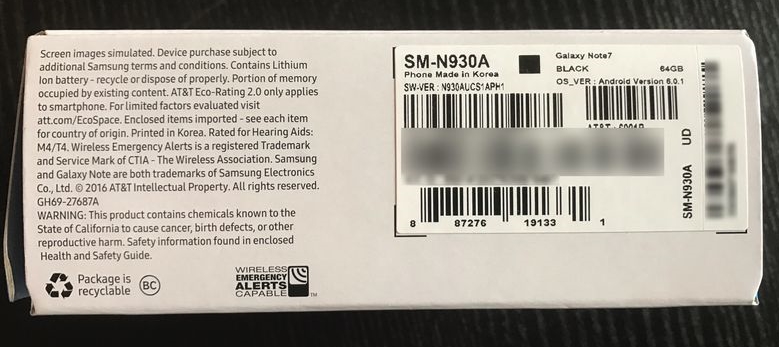 Screen images simulated. Device purchase subject to
additional Samsung terms and conditions. Contains Lithium
Ion battery - recycle or dispose of properly. Portion of memory
occupied by existing content. AT&T Eco-Rating 2.0 only applies
to smartphone. For limited factors evaluated visit
att.com/EcoSpace. Enclosed items imported - see each item
for country of origin. Printed in Korea. Rated for Hearing Aids:
M4/T4. Wireless Emergency Alerts is a registered Trademark
and Service Mark of CTIA - The Wireless Association. Samsung
and Galaxy Note are both trademarks of Samsung Electronics
Co., Ltd. © 2016 AT&T Intellectual Property. All rights reserved.
GH69-27687A
WARNING: This product contains chemicals known to the
State of California to cause cancer, birth defects, or other
reproductive harm. Safety information found in enclosed
Health and Safety Guide.
Package is
recyclable
BC
WIRELESS
EMERGENCY
ALERTS
CAPABLE
TM
SM-N930A
Phone Made in Korea
SW-VER : N930AUCS1APH1
Galaxy Note7
BLACK 64GB
OS_VER : Android Version 6.0.1
8 87276 19133 1
SM-N930A UD